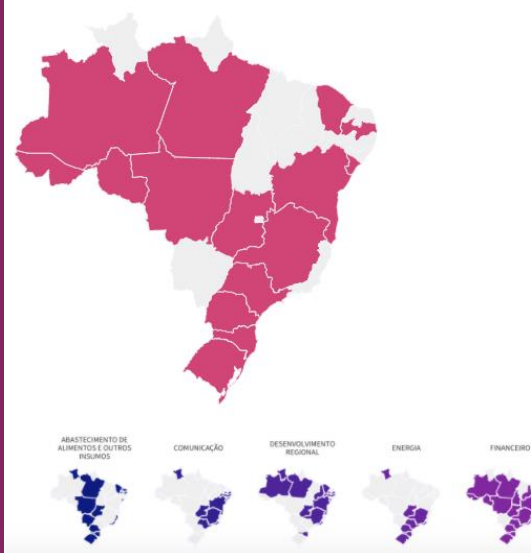 ABASTECIMENTO DE
ALIMENTOS E OUTROS
INSUMOS
COMUNICAÇÃO
DESENVOLVIMENTO
REGIONAL
ENERGIA
FINANCEIRO